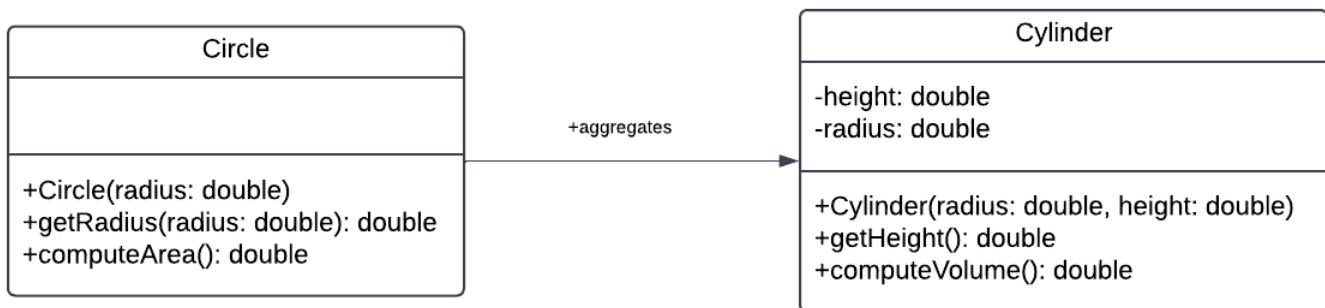 Circle
+Circle(radius: double)
+getRadius(radius: double): double
+computeArea(): double
+aggregates
Cylinder
-height: double
-radius: double
+Cylinder(radius: double, height: double)
+getHeight(): double
+computeVolume(): double